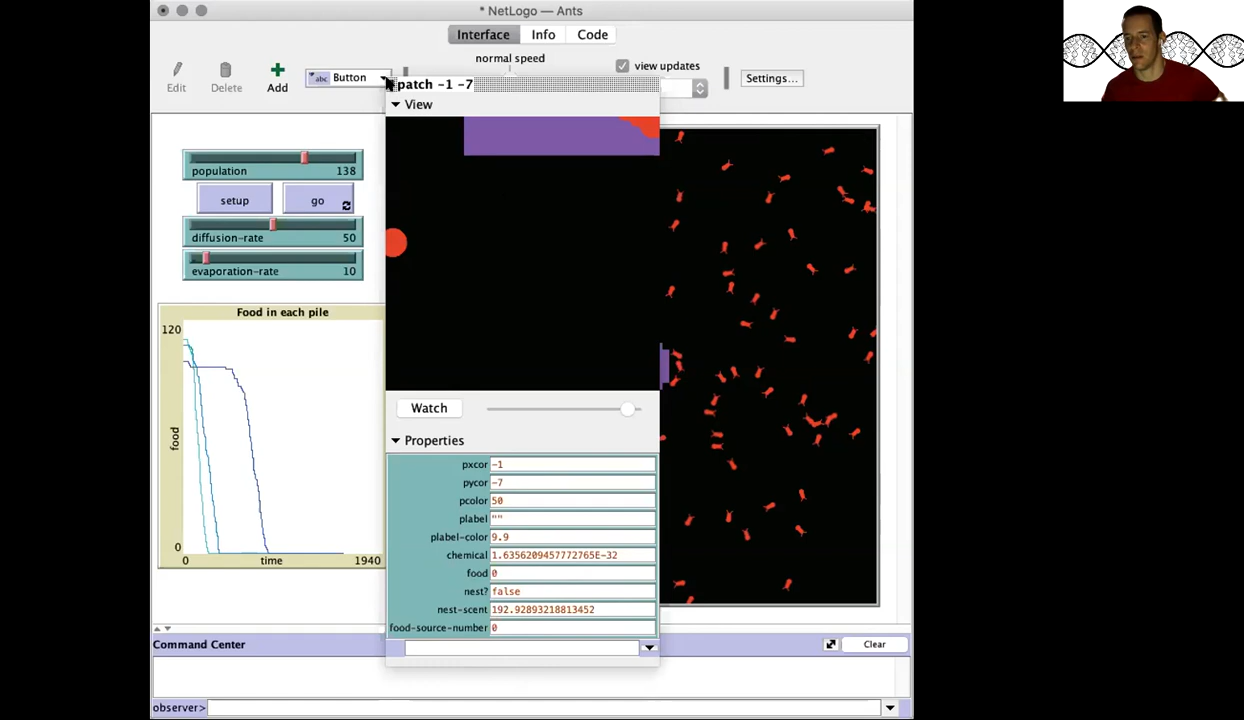 * NetLogo — Ants
Interface Info Code
normal speed
view updates
Edit Delete Add
abc Button
Settings...
patch -1 -7
View
population 138
setup go
diffusion-rate 50
evaporation-rate 10
Food in each pile
120
food
0
0 time 1940
Watch
Properties
pxcor -1
pycor -7
pcolor 50
plabel ""
plabel-color 9.9
chemical 1.6356209457772765E-32
food 0
nest? false
nest-scent 192.92893218813452
food-source-number 0
Command Center
Clear
observer>